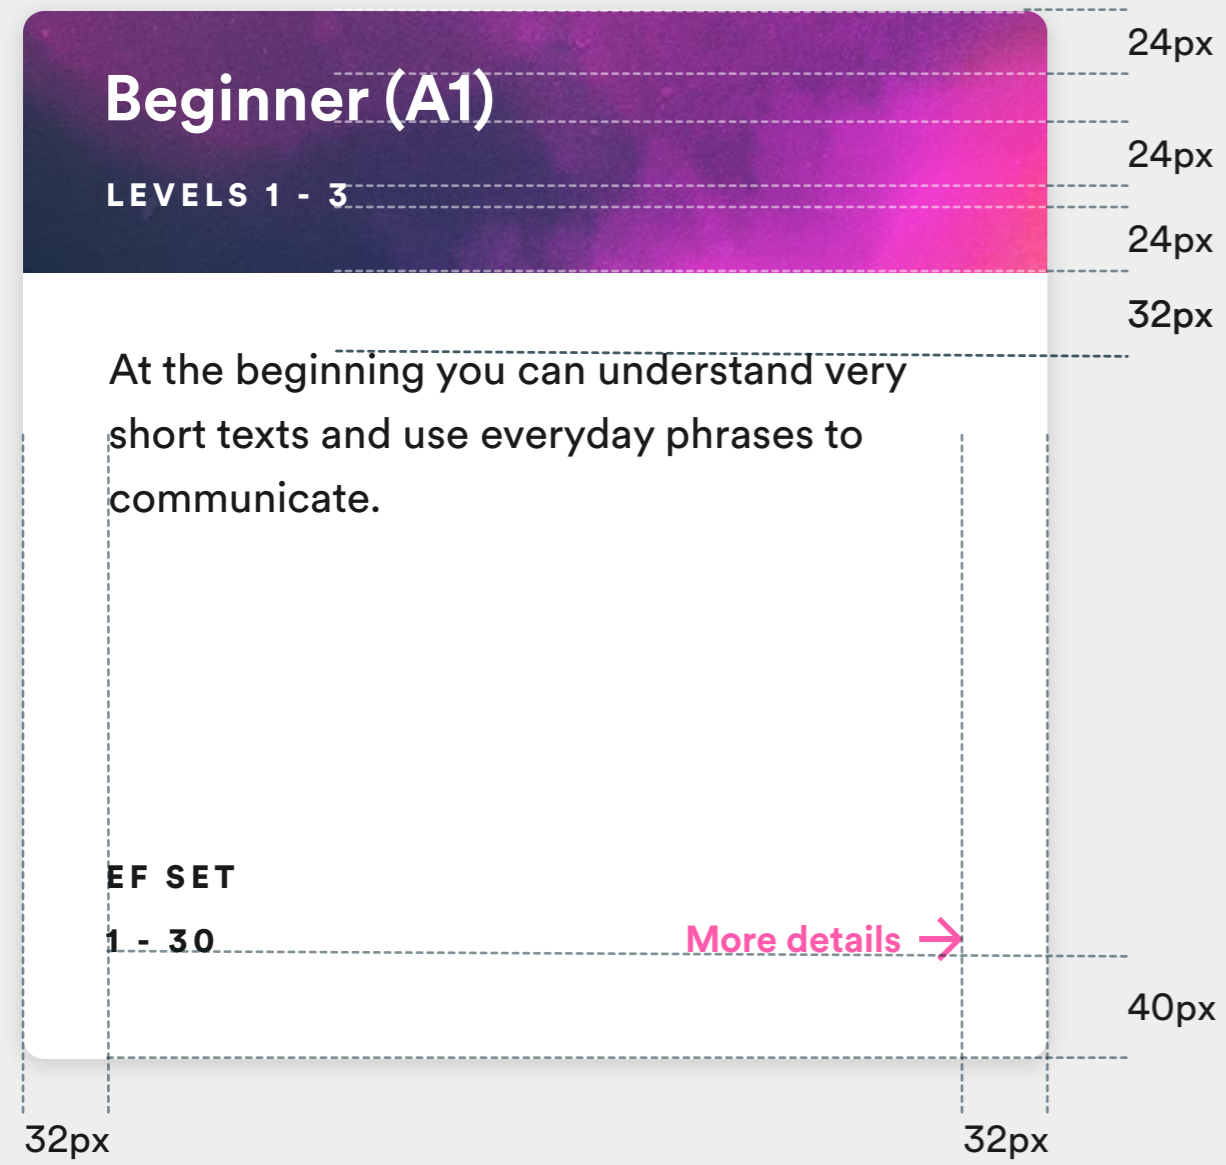 24px
Beginner (A1)
24px
LEVELS 1 - 3
24px
32px
At the beginning you can understand very
short texts and use everyday phrases to
communicate.
EF SET
1 - 30
More details
40px
32px
32px